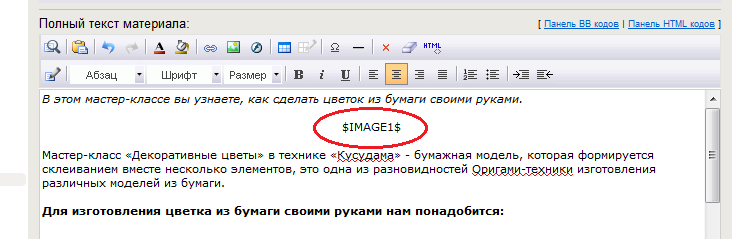 Полный текст материала: [ Панель BB кодов | Панель HTML кодов ]
Ω — × HTML
Абзац Шрифт Размер B i U
В этом мастер-классе вы узнаете, как сделать цветок из бумаги своими руками.
$IMAGE1$
Мастер-класс «Декоративные цветы» в технике «Кусудама» - бумажная модель, которая формируется
склеиванием вместе несколько элементов, это одна из разновидностей Оригами-техники изготовления
различных моделей из бумаги.
Для изготовления цветка из бумаги своими руками нам понадобится: